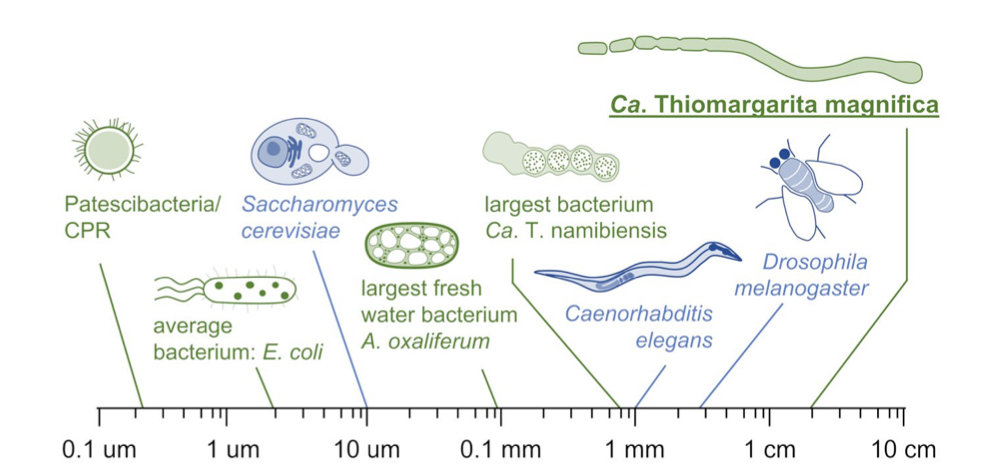 Ca. Thiomargarita magnifica
Patescibacteria/
CPR
Saccharomyces
cerevisiae
largest bacterium
Ca. T. namibiensis
Drosophila
melanogaster
largest fresh
water bacterium
A. oxaliferum
Caenorhabditis
elegans
average
bacterium: E. coli
0.1 um 1 um 10 um 0.1 mm 1 mm 1 cm 10 cm